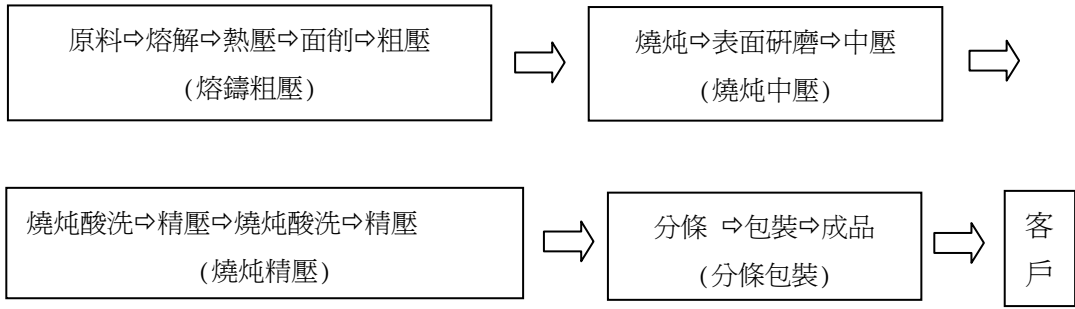 原料⇨熔解⇨熱壓⇨面削⇨粗壓
(熔鑄粗壓)
燒炖⇨表面研磨⇨中壓
(燒炖中壓)
燒炖酸洗⇨精壓⇨燒炖酸洗⇨精壓
(燒炖精壓)
分條 ⇨包裝⇨成品
(分條包裝)
客
戶